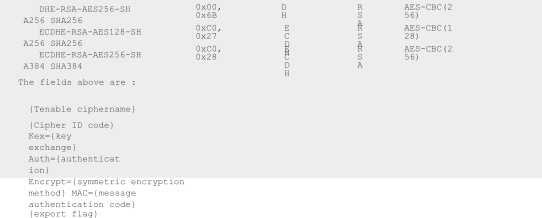 DHE-RSA-AES256-SH 0x00, D R AES-CBC(2
A256 SHA256 0x6B H S 56)
A
ECDHE-RSA-AES128-SH 0xC0, E R AES-CBC(1
A256 SHA256 0x27 C S 28)
D A
H
ECDHE-RSA-AES256-SH 0xC0, E R AES-CBC(2
A384 SHA384 0x28 C S 56)
D A
H
The fields above are :
{Tenable ciphername}
{Cipher ID code}
Kex={key
exchange}
Auth={authenticat
ion}
Encrypt={symmetric encryption
method} MAC={message
authentication code}
{export flag}